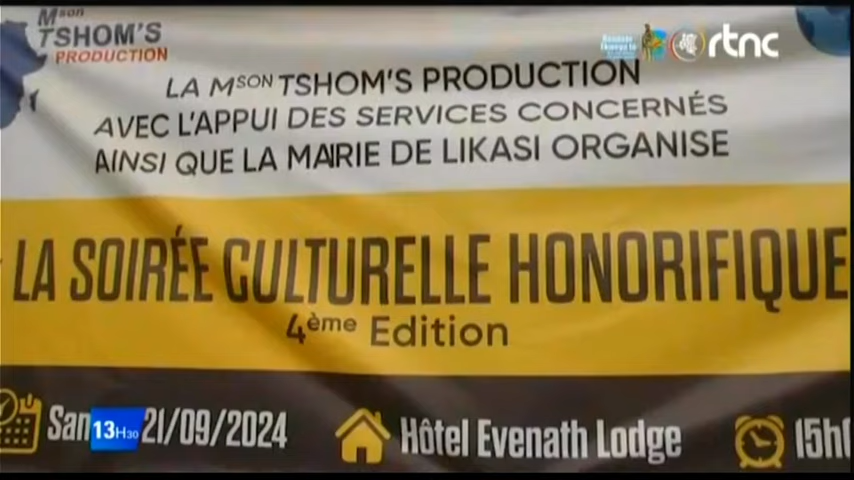 Mson
TSHOM'S
PRODUCTION
rtnc
LA MSON TSHOM'S PRODUCTION
AVEC L'APPUI DES SERVICES CONCERNÉS
AINSI QUE LA MAIRIE DE LIKASI ORGANISE
LA SOIRÉE CULTURELLE HONORIFIQUE
4ème Edition
13H30
21/09/2024
Hôtel Evenath Lodge
15h